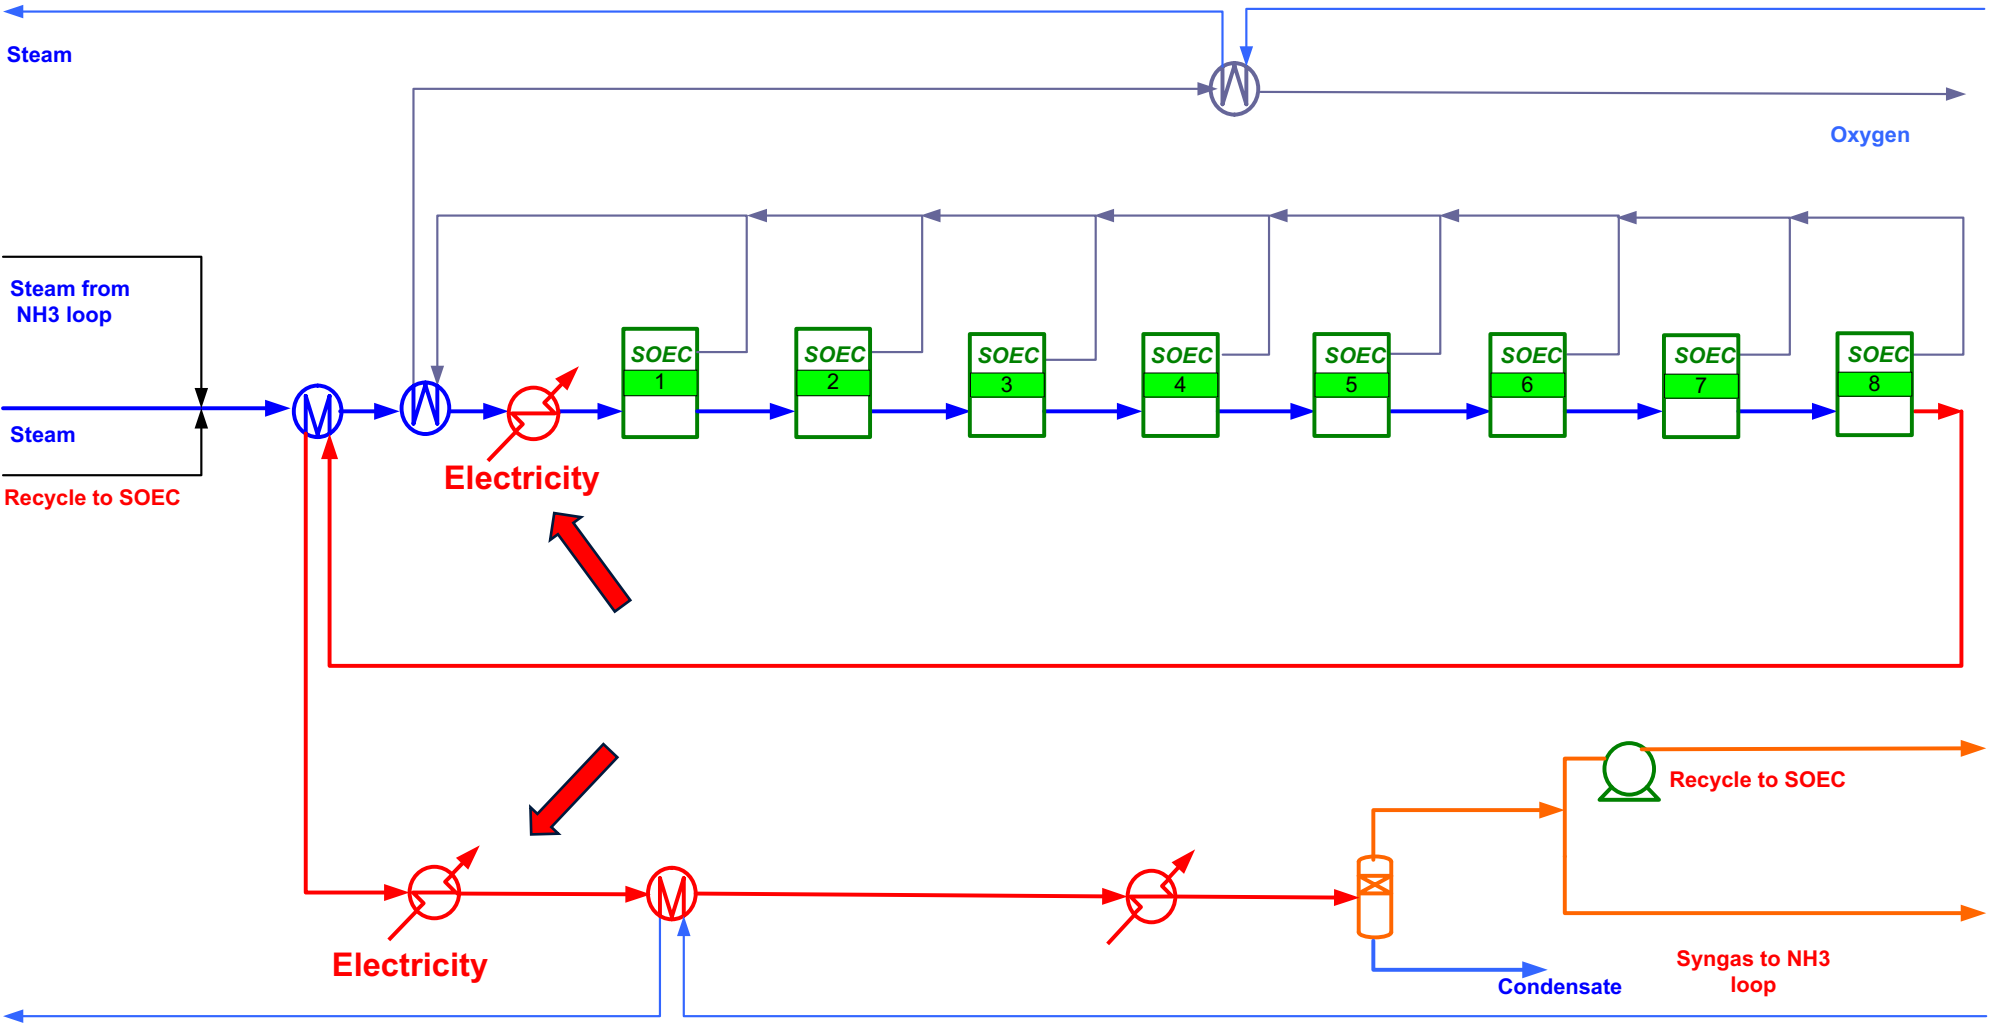 Steam
Oxygen
Steam from
NH3 loop
SOEC
1
SOEC
2
SOEC
3
SOEC
4
SOEC
5
SOEC
6
SOEC
7
SOEC
8
Steam
Electricity
Recycle to SOEC
Recycle to SOEC
Electricity
Syngas to NH3
loop
Condensate